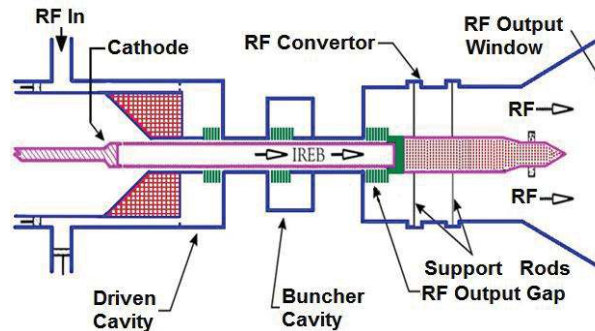 RF In
Cathode
RF Convertor
RF Output
Window
RF
IREB
RF
Driven
Cavity
Buncher
Cavity
Support Rods
RF Output Gap